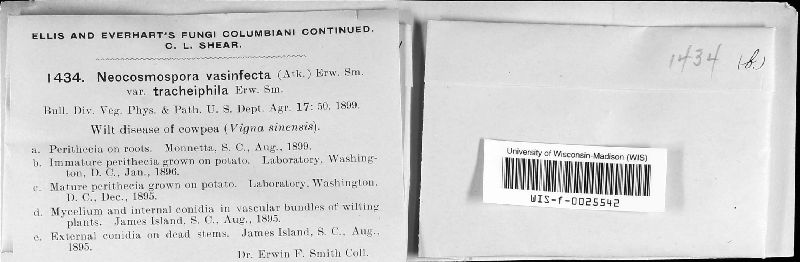 ELLIS AND EVERHART'S FUNGI COLUMBIANI CONTINUED.
C. L. SHEAR.
1434. Neocosmospora vasinfecta (Atk.) Erw. Sm.
var. tracheiphila Erw. Sm.
Bull. Div. Veg. Phys. & Path. U. S. Dept. Agr. 17: 50. 1899.
Wilt disease of cowpea (Vigna sinensis).
a. Perithecia on roots. Monnetta, S. C., Aug., 1899.
b. Immature perithecia grown on potato. Laboratory, Washing-
ton, D. C., Jan., 1896.
c. Mature perithecia grown on potato. Laboratory, Washington,
D. C., Dec., 1895.
d. Mycelium and internal conidia in vascular bundles of wilting
plants. James Island, S. C., Aug., 1895.
e. External conidia on dead stems. James Island, S. C., Aug.,
1895.
Dr. Erwin F. Smith Coll.
1434 (b.)
University of Wisconsin-Madison (WIS)
WIS-f-0025542